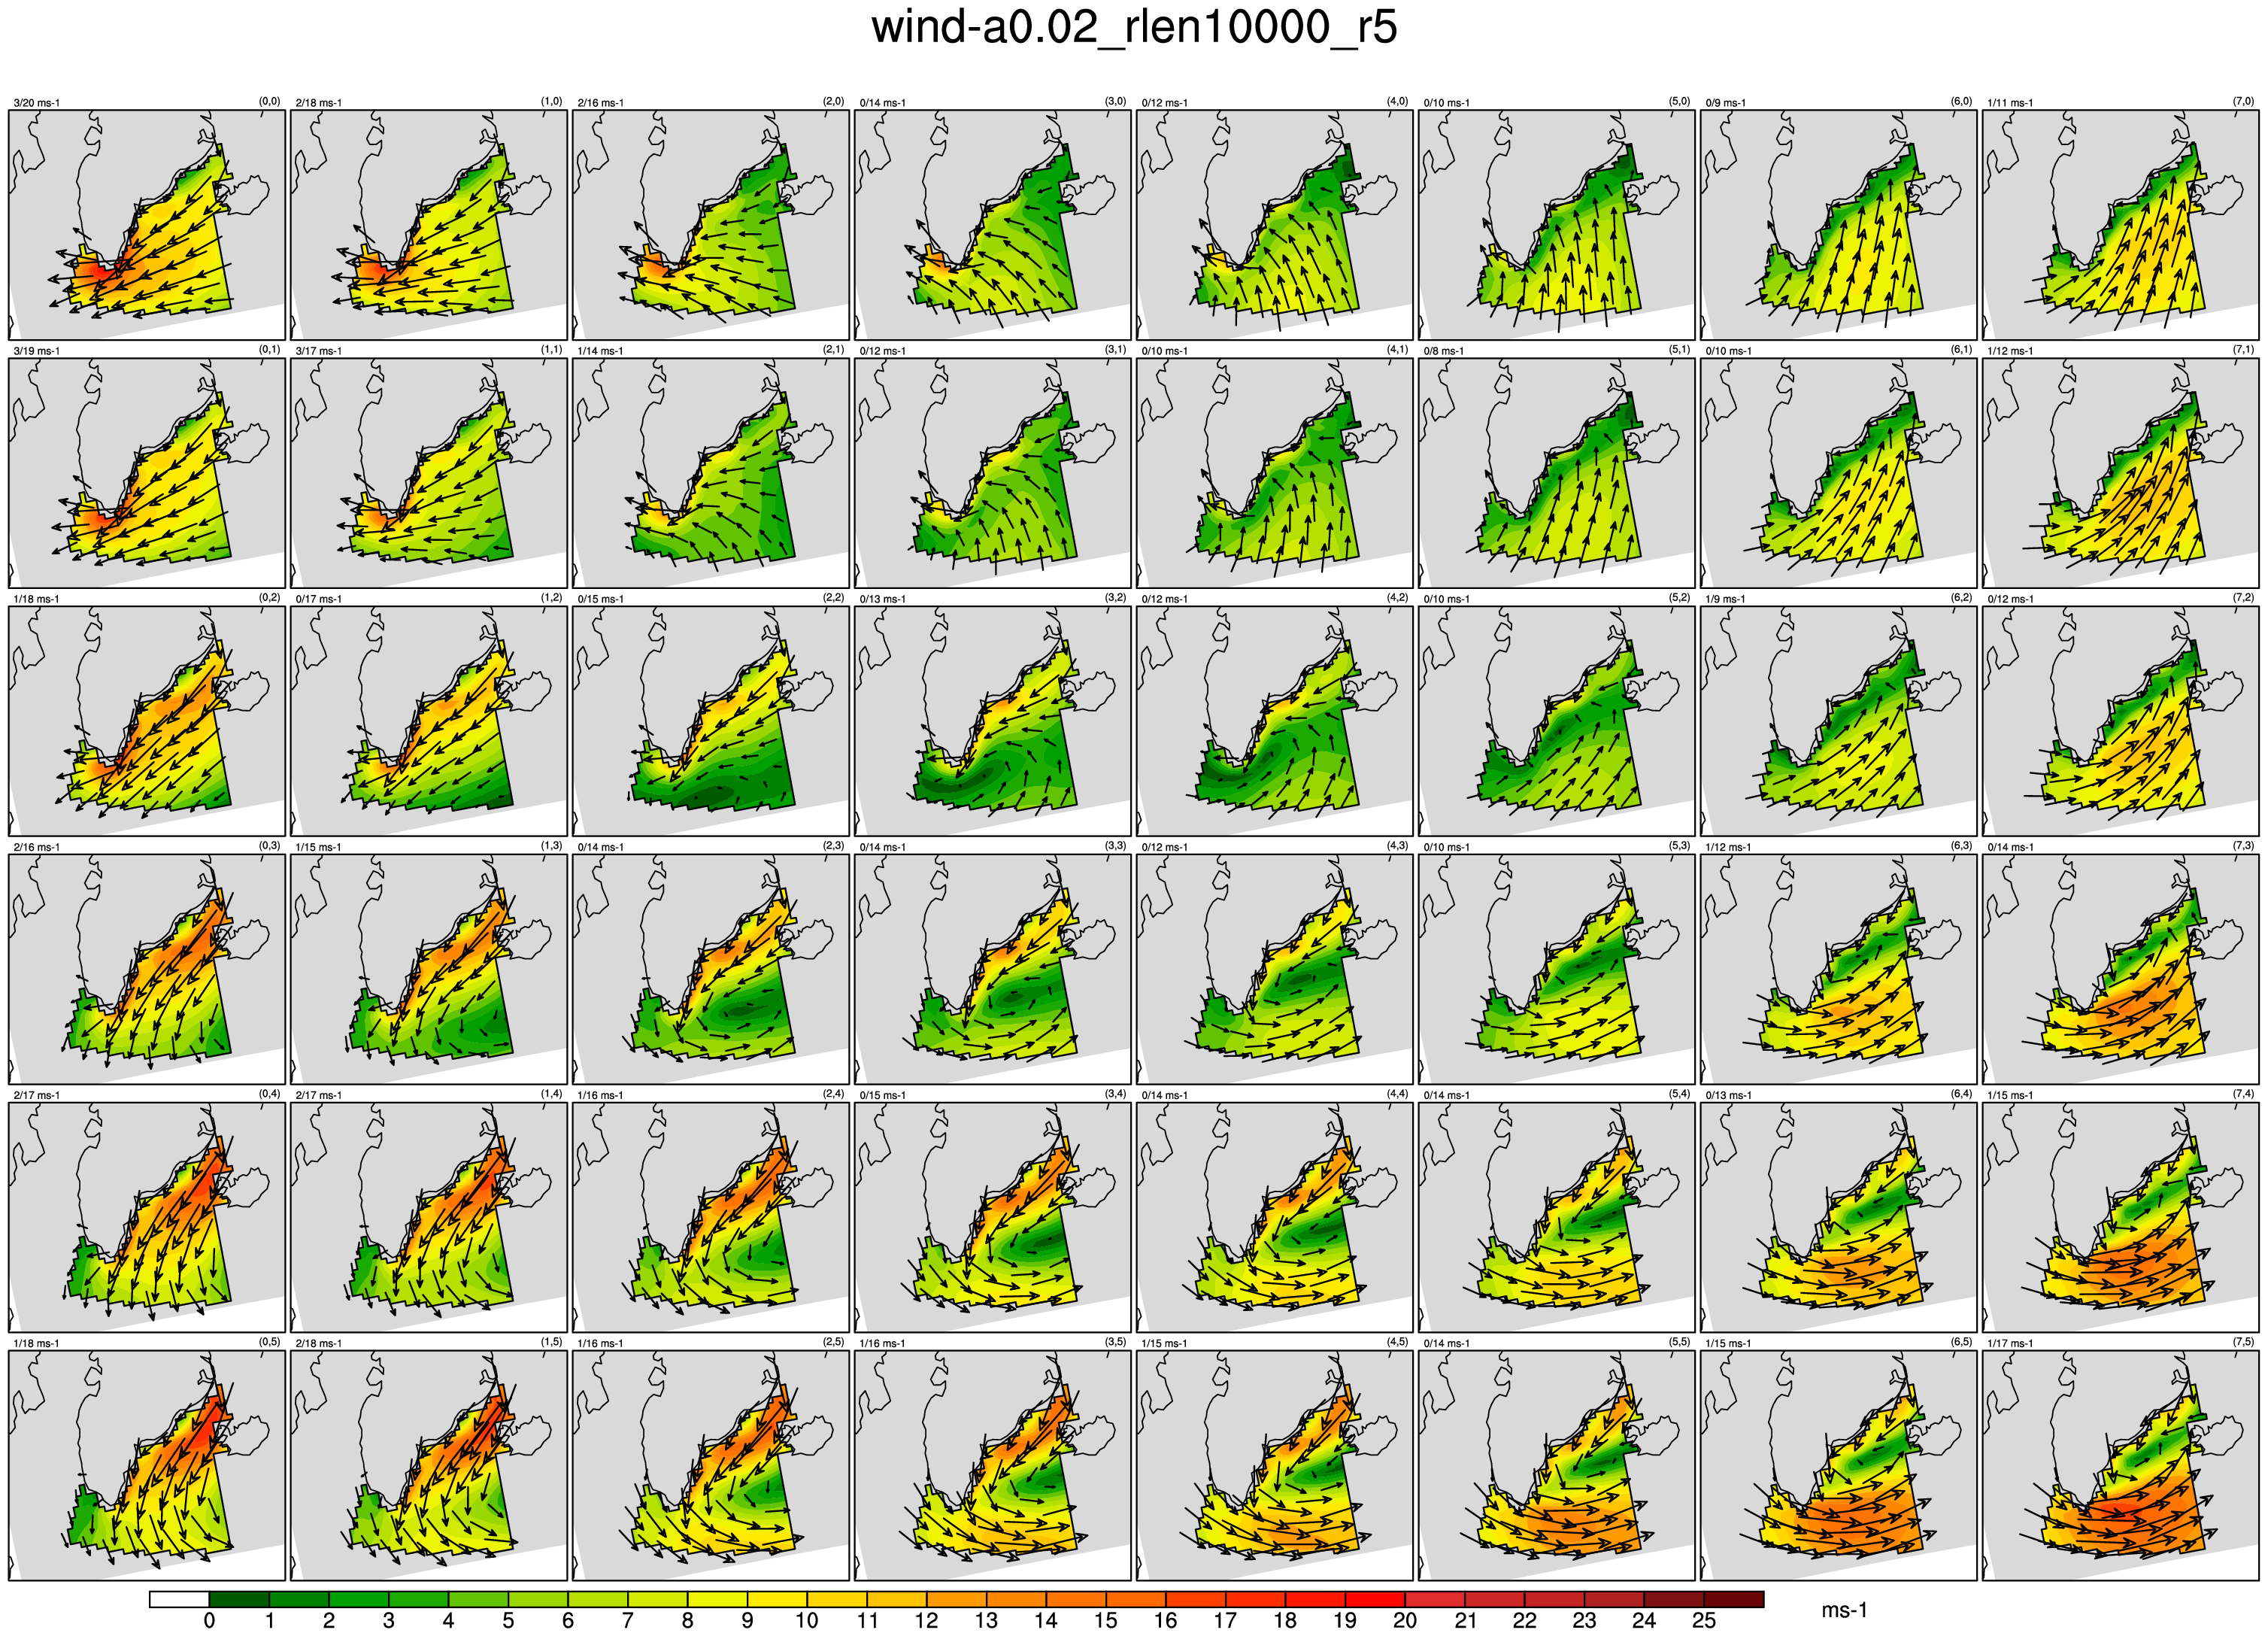 wind-a0.02_rlen10000_r5
3/20 ms-1 (0,0) 2/18 ms-1 (1,0) 2/16 ms-1 (2,0) 0/14 ms-1 (3,0) 0/12 ms-1 (4,0) 0/10 ms-1 (5,0) 0/9 ms-1 (6,0) 1/11 ms-1 (7,0)
3/19 ms-1 (0,1) 3/17 ms-1 (1,1) 1/14 ms-1 (2,1) 0/12 ms-1 (3,1) 0/10 ms-1 (4,1) 0/8 ms-1 (5,1) 0/10 ms-1 (6,1) 1/12 ms-1 (7,1)
1/18 ms-1 (0,2) 0/17 ms-1 (1,2) 0/15 ms-1 (2,2) 0/13 ms-1 (3,2) 0/12 ms-1 (4,2) 0/10 ms-1 (5,2) 1/9 ms-1 (6,2) 0/12 ms-1 (7,2)
2/16 ms-1 (0,3) 1/15 ms-1 (1,3) 0/14 ms-1 (2,3) 0/14 ms-1 (3,3) 0/12 ms-1 (4,3) 0/10 ms-1 (5,3) 1/12 ms-1 (6,3) 0/14 ms-1 (7,3)
2/17 ms-1 (0,4) 2/17 ms-1 (1,4) 1/16 ms-1 (2,4) 0/15 ms-1 (3,4) 0/14 ms-1 (4,4) 0/14 ms-1 (5,4) 0/13 ms-1 (6,4) 1/15 ms-1 (7,4)
1/18 ms-1 (0,5) 2/18 ms-1 (1,5) 1/16 ms-1 (2,5) 1/16 ms-1 (3,5) 1/15 ms-1 (4,5) 0/14 ms-1 (5,5) 1/15 ms-1 (6,5) 1/17 ms-1 (7,5)
0 1 2 3 4 5 6 7 8 9 10 11 12 13 14 15 16 17 18 19 20 21 22 23 24 25 ms-1